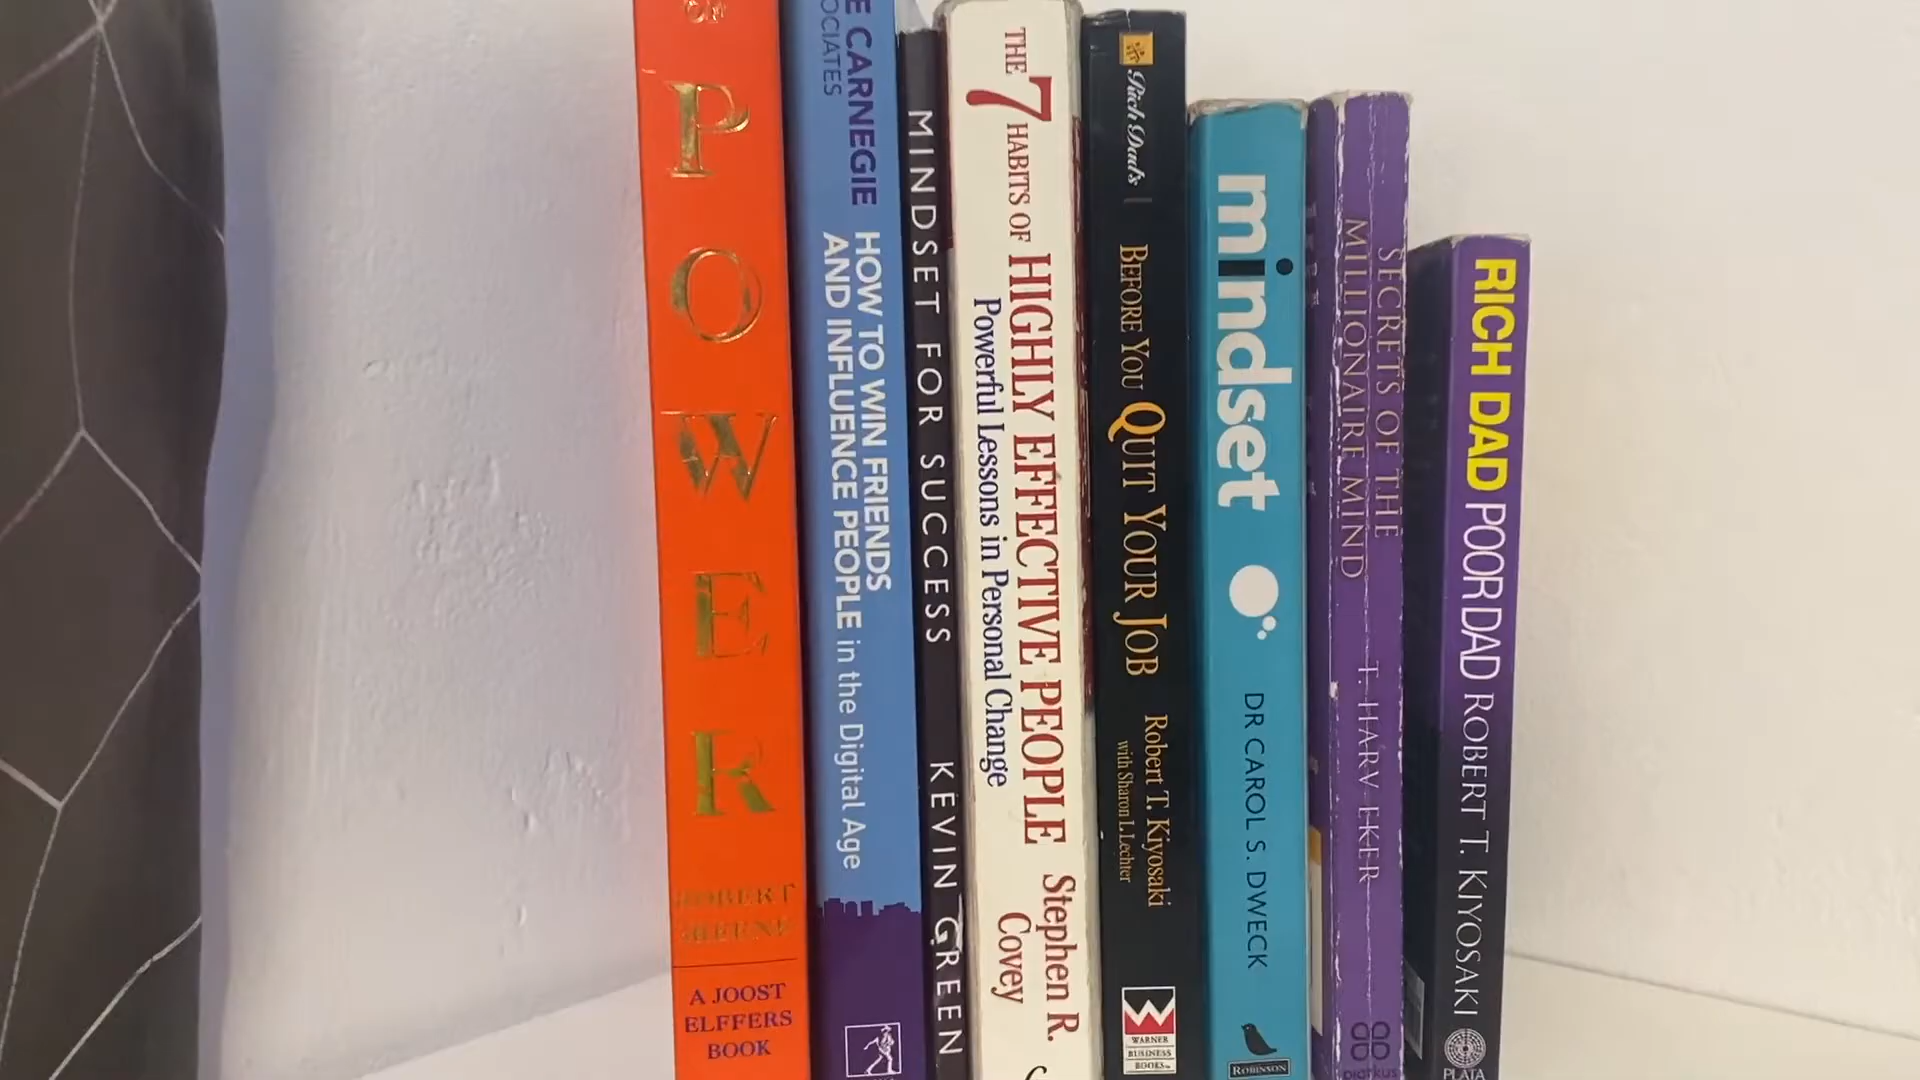 OF
POWER
ROBERT
GREENE
A JOOST
ELFFERS
BOOK
E CARNEGIE
OCIATES
HOW TO WIN FRIENDS
AND INFLUENCE PEOPLE in the Digital Age
MINDSET FOR SUCCESS KEVIN GREEN
THE 7 HABITS OF HIGHLY EFFECTIVE PEOPLE
Powerful Lessons in Personal Change
Stephen R.
Covey
Rich Dad's
BEFORE YOU QUIT YOUR JOB
Robert T. Kiyosaki
with Sharon L. Lechter
WARNER
BUSINESS
BOOKS
mindset
DR CAROL S. DWECK
ROBINSON
SECRETS OF THE
MILLIONAIRE MIND
T. HARV EKER
piatkus
RICH DAD POOR DAD ROBERT T. KIYOSAKI
PLATA